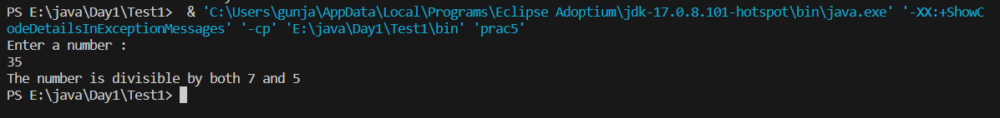 PS E:\java\Day1\Test1>  & 'C:\Users\gunja\AppData\Local\Programs\Eclipse Adoptium\jdk-17.0.8.101-hotspot\bin\java.exe' '-XX:+ShowC
odeDetailsInExceptionMessages' '-cp' 'E:\java\Day1\Test1\bin' 'prac5'
Enter a number :
35
The number is divisible by both 7 and 5
PS E:\java\Day1\Test1>